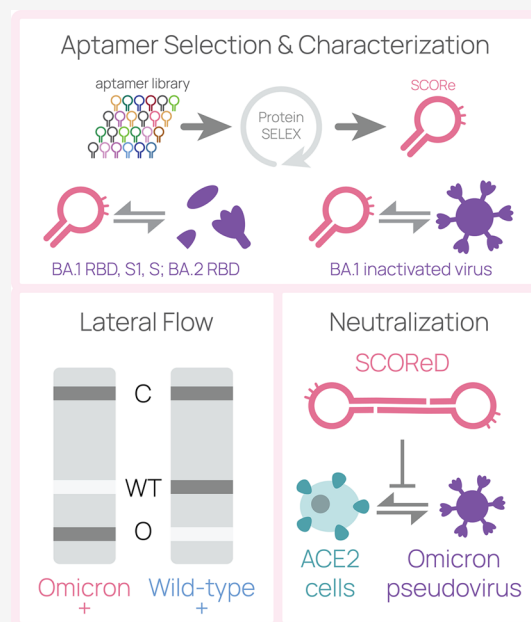 Aptamer Selection & Characterization
aptamer library
Protein
SELEX
SCORe
BA.1 RBD, S1, S; BA.2 RBD
BA.1 inactivated virus
Lateral Flow
C
WT
O
Omicron
+
Wild-type
+
Neutralization
SCOReD
ACE2
cells
Omicron
pseudovirus